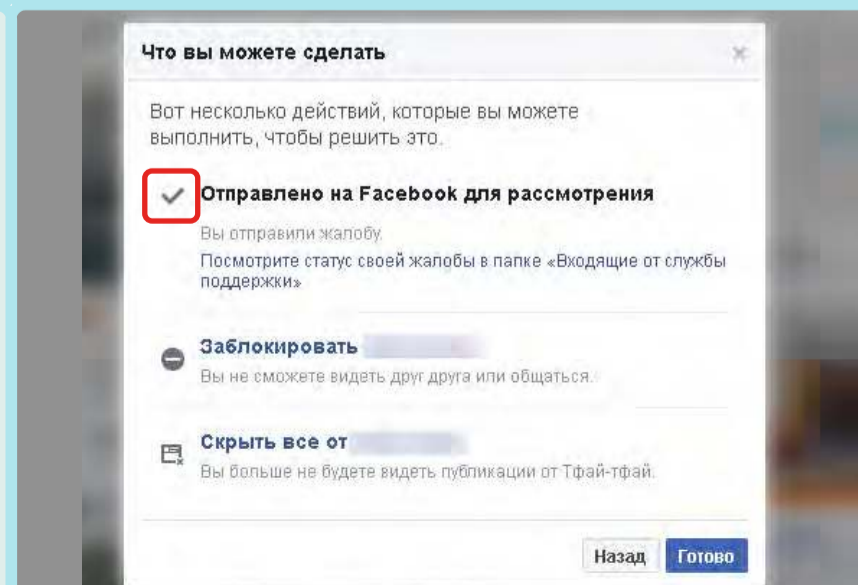 Что вы можете сделать
Вот несколько действий, которые вы можете
выполнить, чтобы решить это.
Отправлено на Facebook для рассмотрения
Вы отправили жалобу.
Посмотрите статус своей жалобы в папке «Входящие от службы
поддержки»
Заблокировать
Вы не сможете видеть друг друга или общаться.
Скрыть все от
Вы больше не будете видеть публикации от Тфай-тфай.
Назад Готово